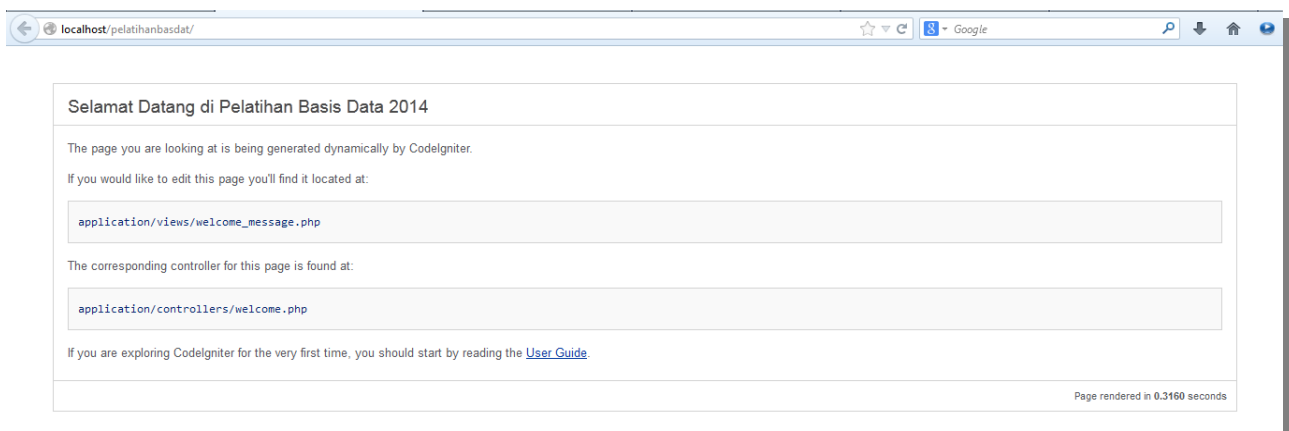 localhost/pelatihanbasdat/
8 Google
Selamat Datang di Pelatihan Basis Data 2014
The page you are looking at is being generated dynamically by CodeIgniter.
If you would like to edit this page you'll find it located at:
application/views/welcome_message.php
The corresponding controller for this page is found at:
application/controllers/welcome.php
If you are exploring CodeIgniter for the very first time, you should start by reading the User Guide.
Page rendered in 0.3160 seconds